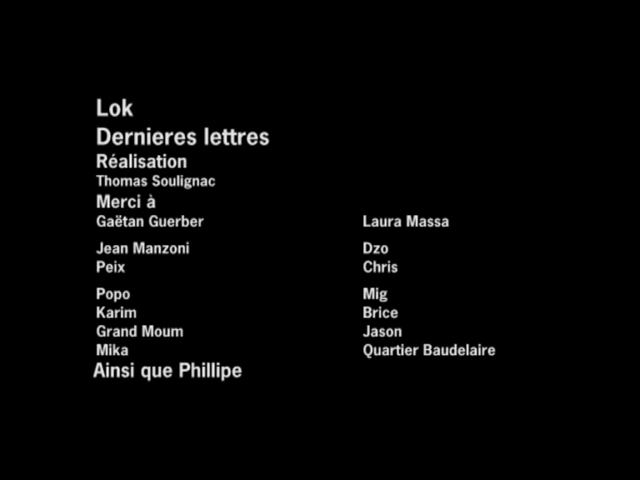 Lok
Dernieres lettres
Réalisation
Thomas Soulignac
Merci à
Gaëtan Guerber Laura Massa
Jean Manzoni Dzo
Peix Chris
Popo Mig
Karim Brice
Grand Moum Jason
Mika Quartier Baudelaire
Ainsi que Phillipe